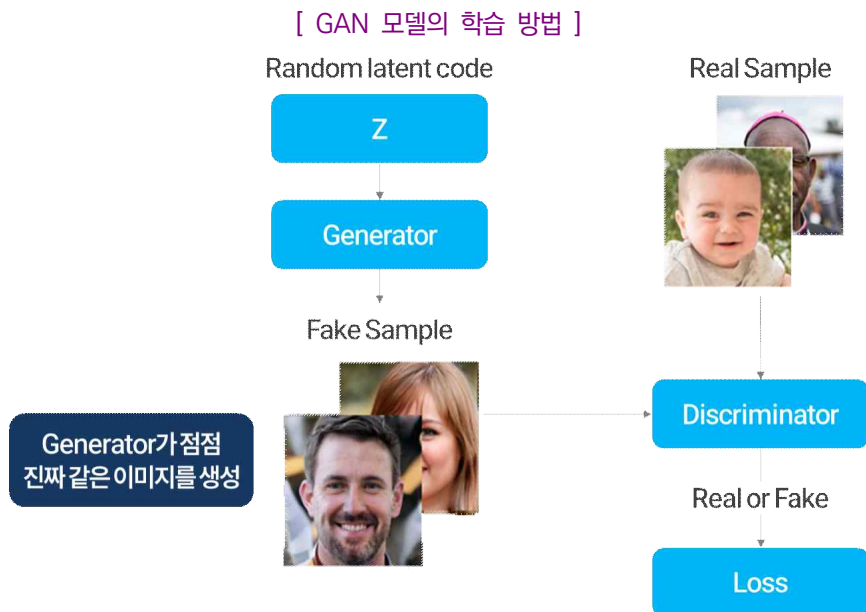 [ GAN 모델의 학습 방법 ]
Random latent code
Z
Generator
Fake Sample
Generator가 점점
진짜 같은 이미지를 생성
Real Sample
Discriminator
Real or Fake
Loss